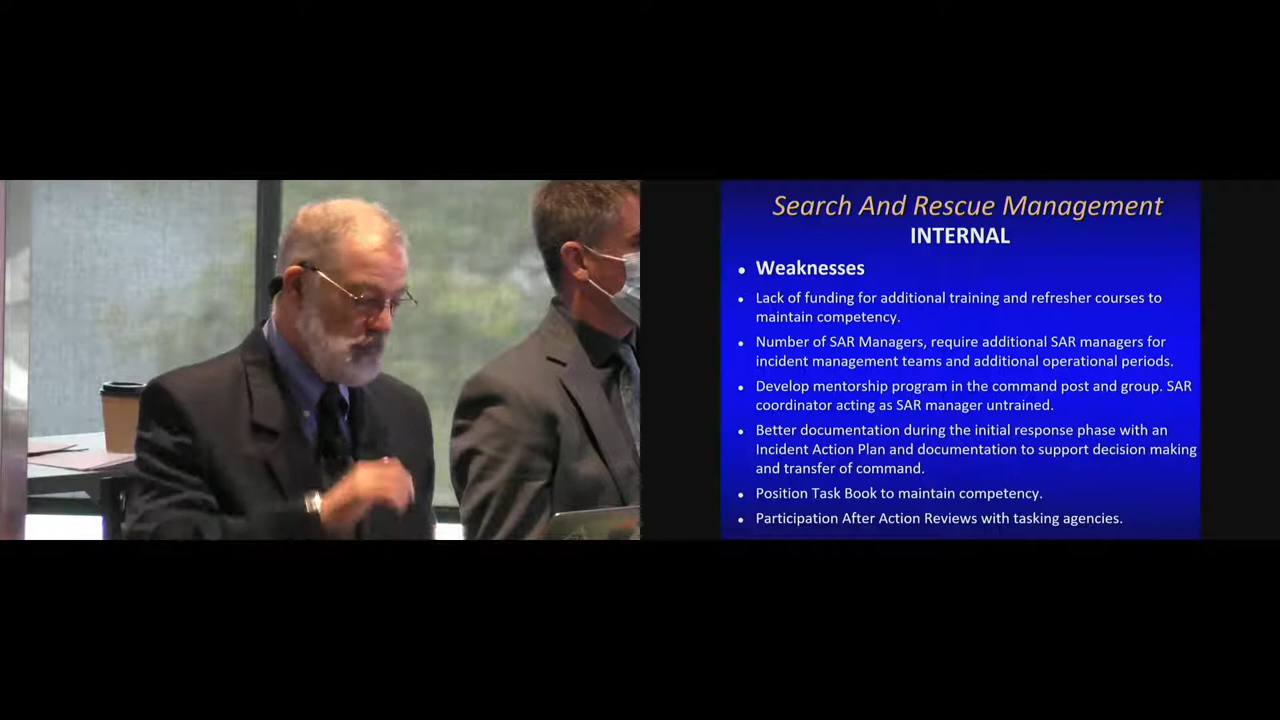 Search And Rescue Management
INTERNAL
• Weaknesses
• Lack of funding for additional training and refresher courses to
maintain competency.
• Number of SAR Managers, require additional SAR managers for
incident management teams and additional operational periods.
• Develop mentorship program in the command post and group. SAR
coordinator acting as SAR manager untrained.
• Better documentation during the initial response phase with an
Incident Action Plan and documentation to support decision making
and transfer of command.
• Position Task Book to maintain competency.
• Participation After Action Reviews with tasking agencies.